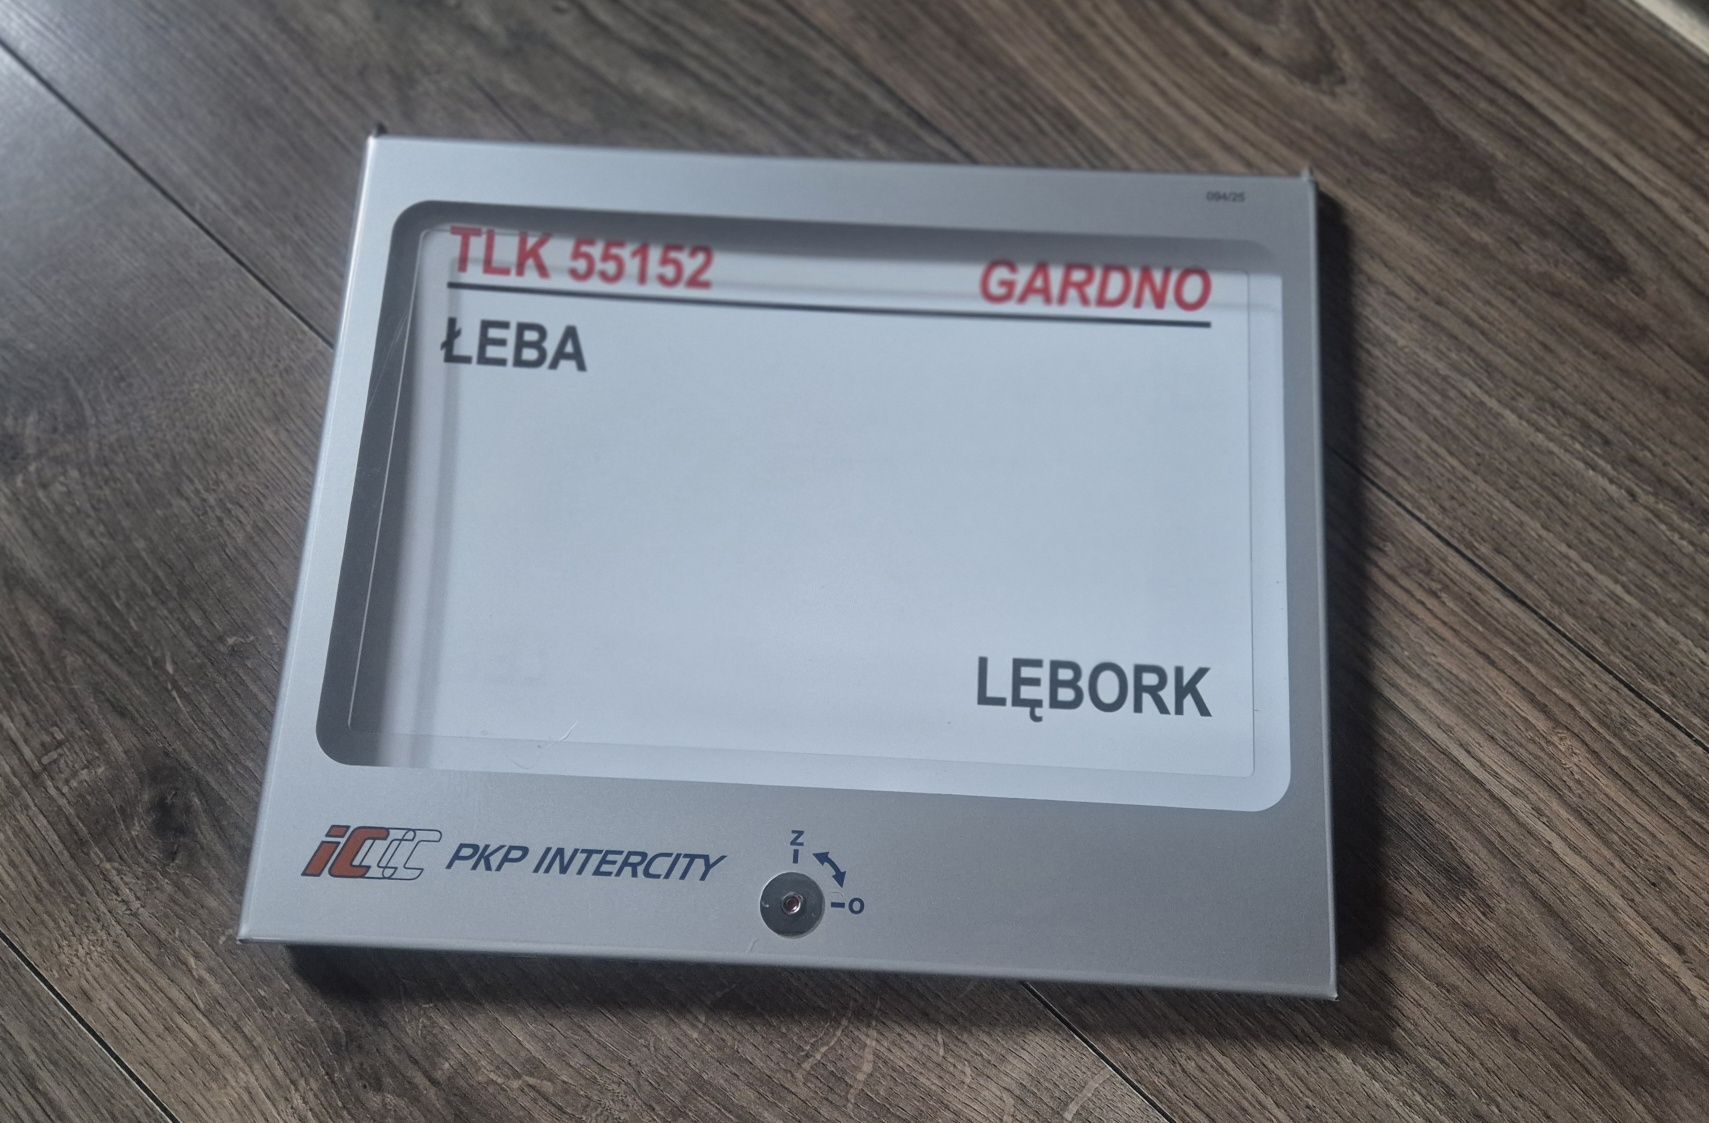 094/25
TLK 55152 GARDNO
ŁEBA
LĘBORK
iC PKP INTERCITY
Z
O